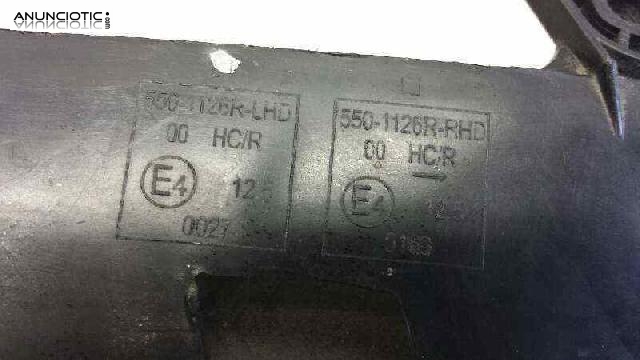 ANUNCIOTIC
550-1126R-LHD
00 HC/R
E4
0027
550-1126R-RHD
00 HC/R
E4